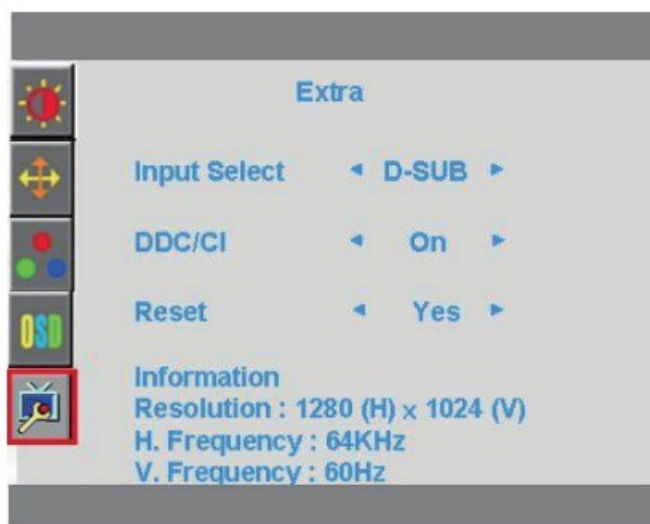 Extra
Input Select ◄ D-SUB ►
DDC/CI ◄ On ►
Reset ◄ Yes ►
OSD
Information
Resolution : 1280 (H) × 1024 (V)
H. Frequency : 64KHz
V. Frequency : 60Hz